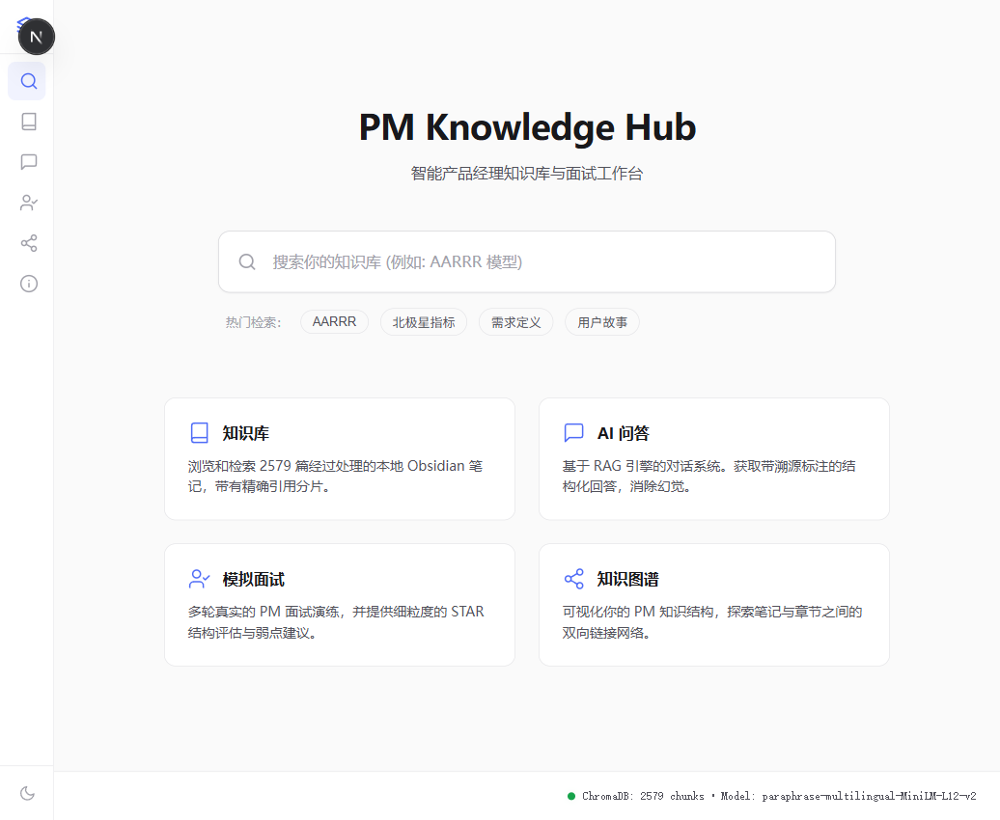 N
PM Knowledge Hub
智能产品经理知识库与面试工作台
搜索你的知识库 (例如: AARRR 模型)
热门检索: AARRR 北极星指标 需求定义 用户故事
知识库
浏览和检索 2579 篇经过处理的本地 Obsidian 笔
记，带有精确引用分片。
AI 问答
基于 RAG 引擎的对话系统。获取带溯源标注的结
构化回答，消除幻觉。
模拟面试
多轮真实的 PM 面试演练，并提供细粒度的 STAR
结构评估与弱点建议。
知识图谱
可视化你的 PM 知识结构，探索笔记与章节之间的
双向链接网络。
ChromaDB: 2579 chunks • Model: paraphrase-multilingual-MiniLM-L12-v2